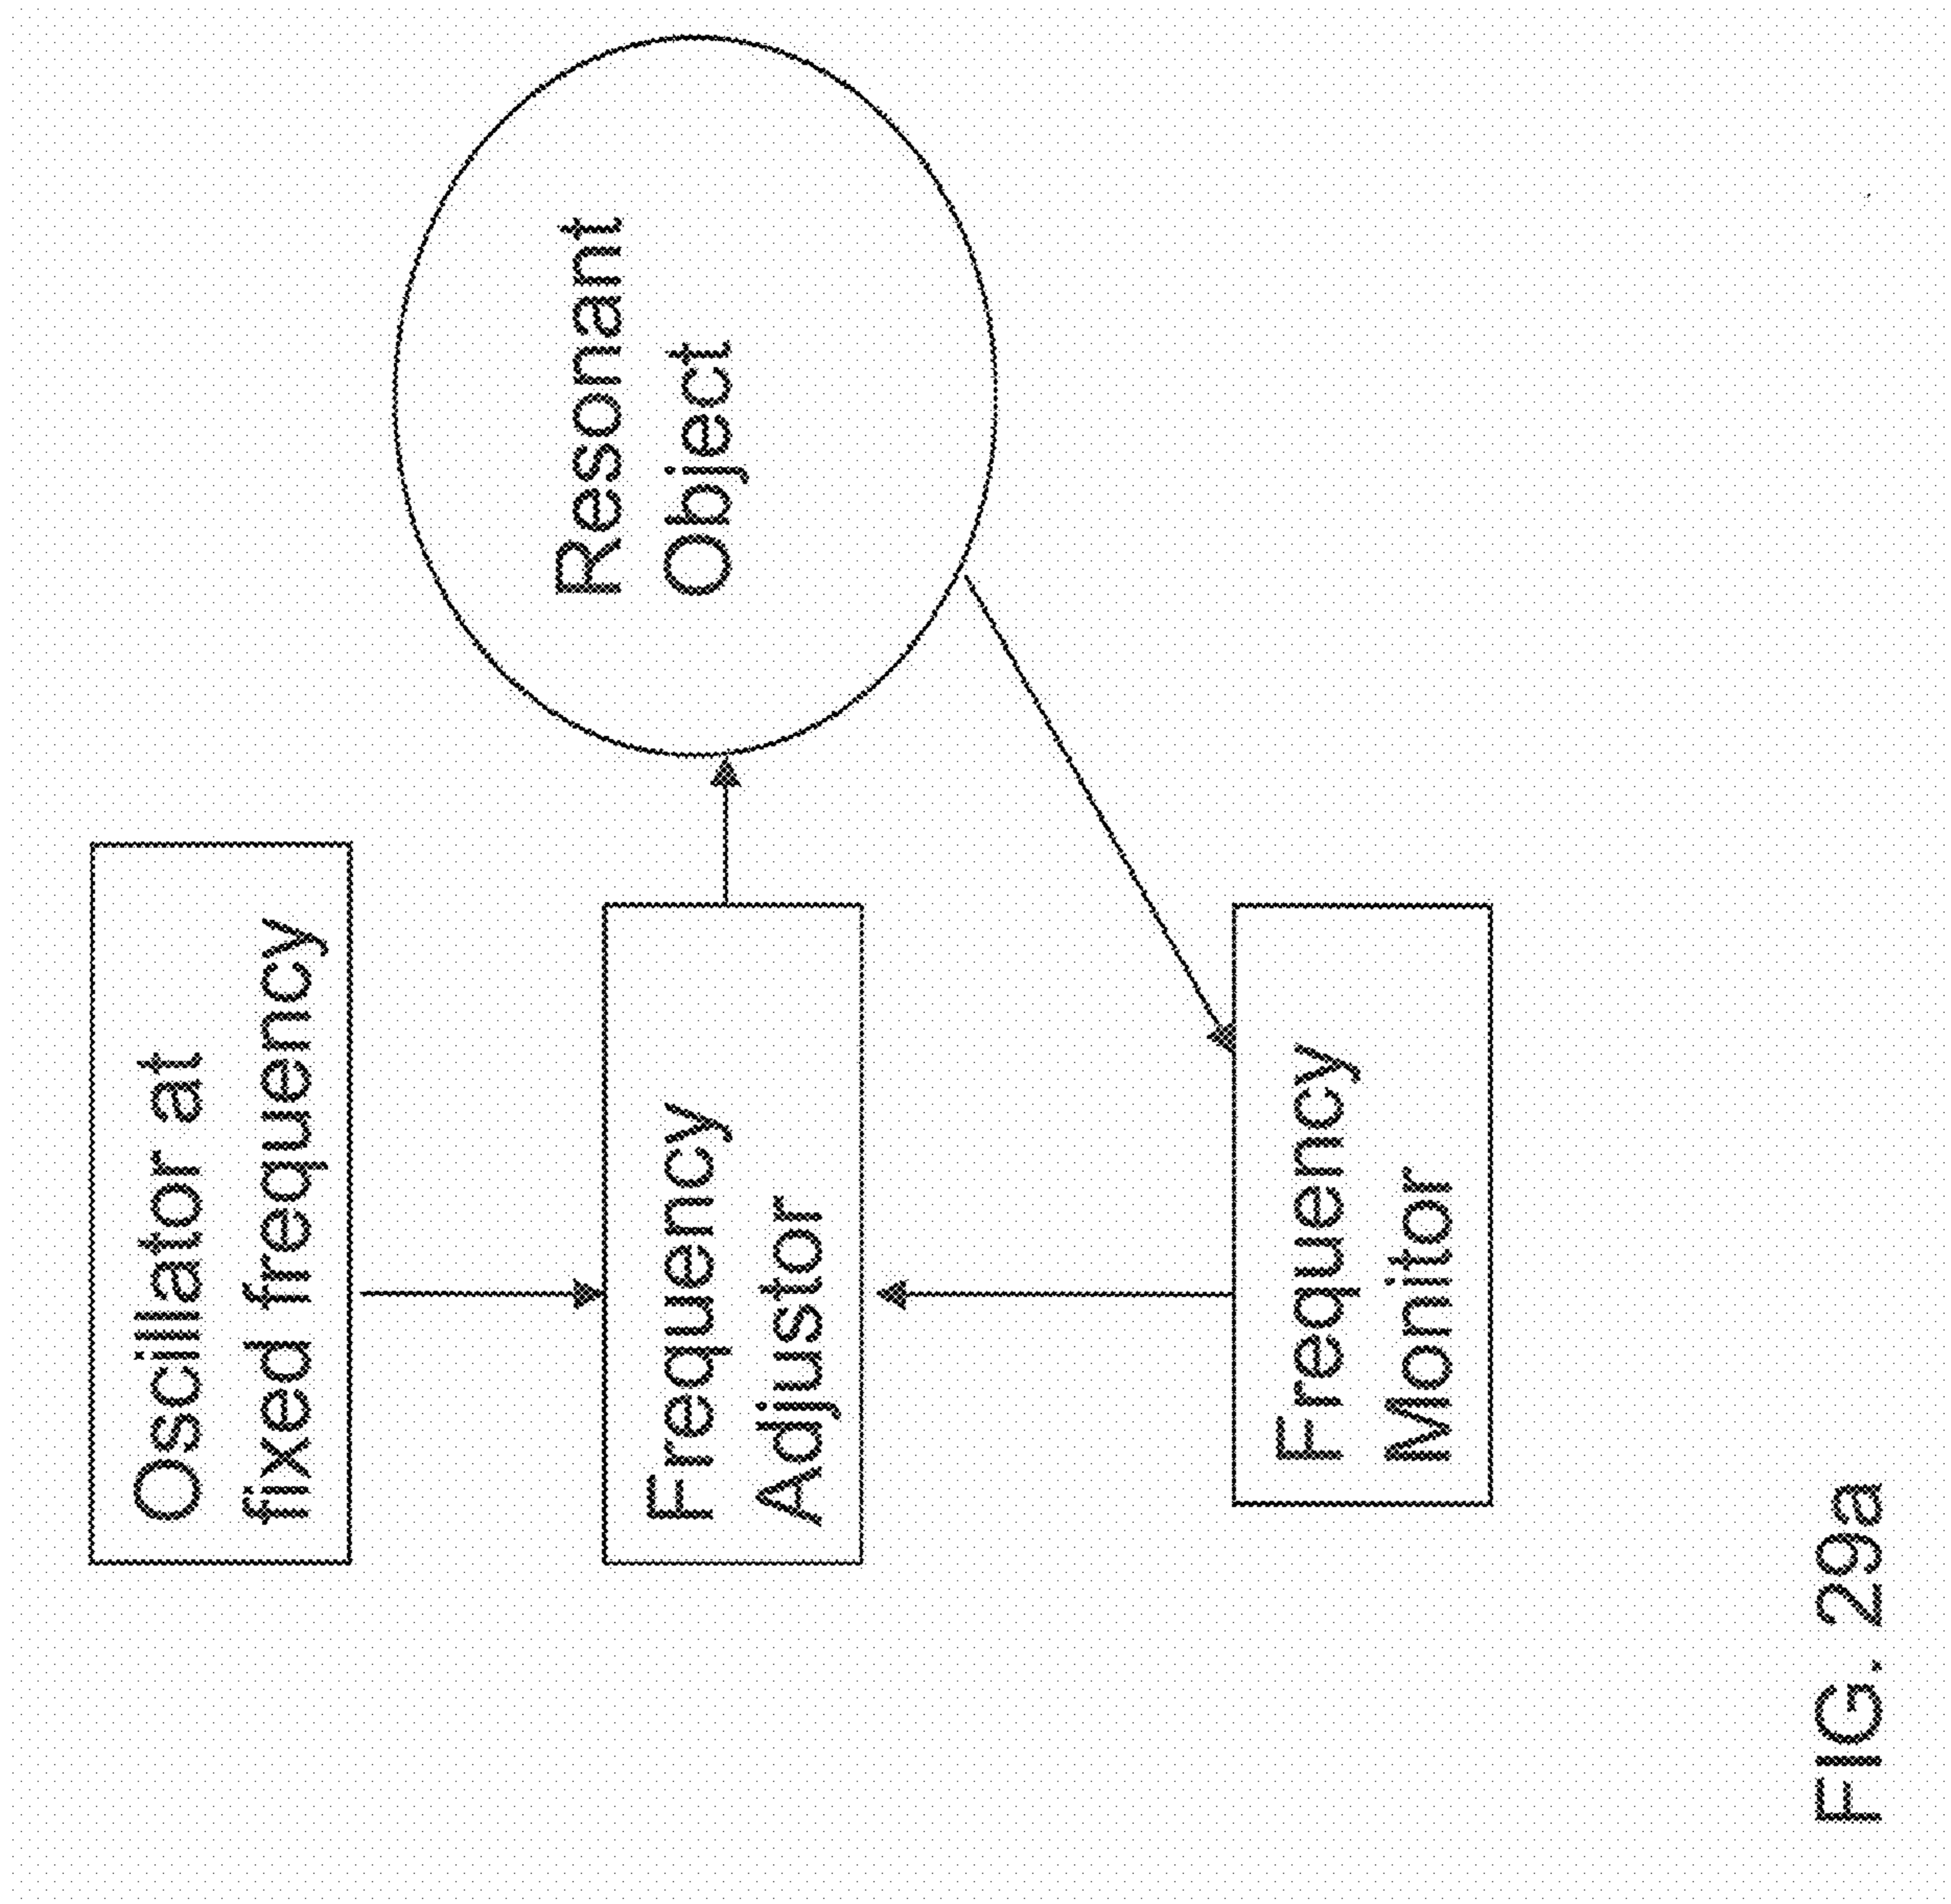 Oscillator at
fixed frequency
Frequency
Adjustor
Resonant
Object
Frequency
Monitor
FIG. 29a